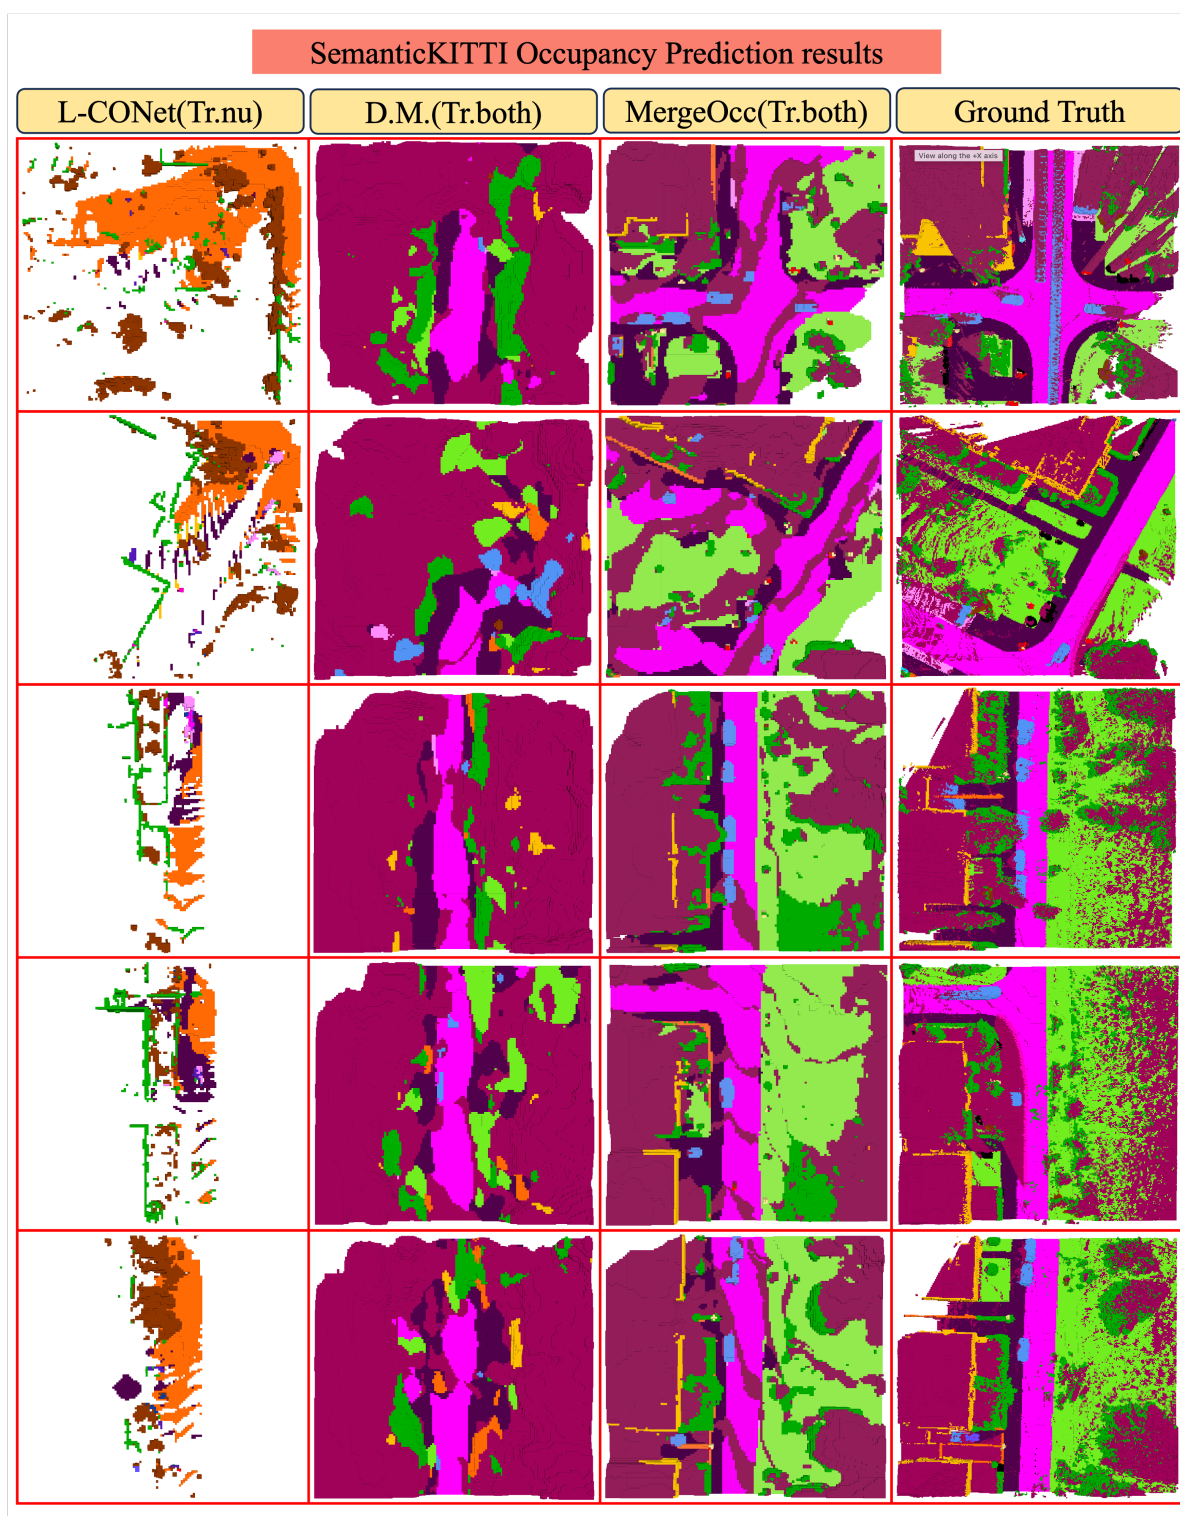 SemanticKITTI Occupancy Prediction results
L-CONet(Tr.nu)
D.M.(Tr.both)
MergeOcc(Tr.both)
Ground Truth
View along the +X axis